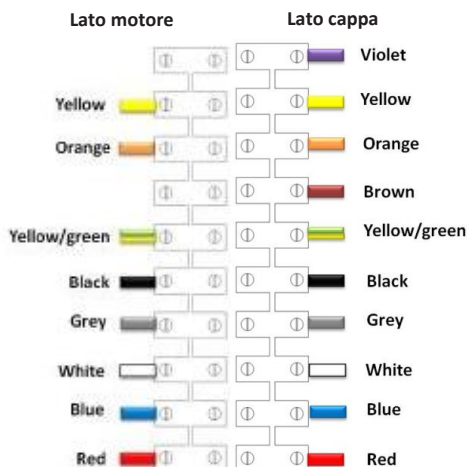 Lato motore Lato cappa
Violet
Yellow Yellow
Orange Orange
Brown
Yellow/green Yellow/green
Black Black
Grey Grey
White White
Blue Blue
Red Red